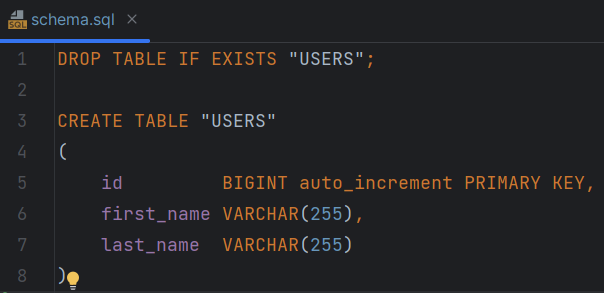 SQL schema.sql ×
1 DROP TABLE IF EXISTS "USERS";
2
3 CREATE TABLE "USERS"
4 (
5     id         BIGINT auto_increment PRIMARY KEY,
6     first_name VARCHAR(255),
7     last_name  VARCHAR(255)
8 )